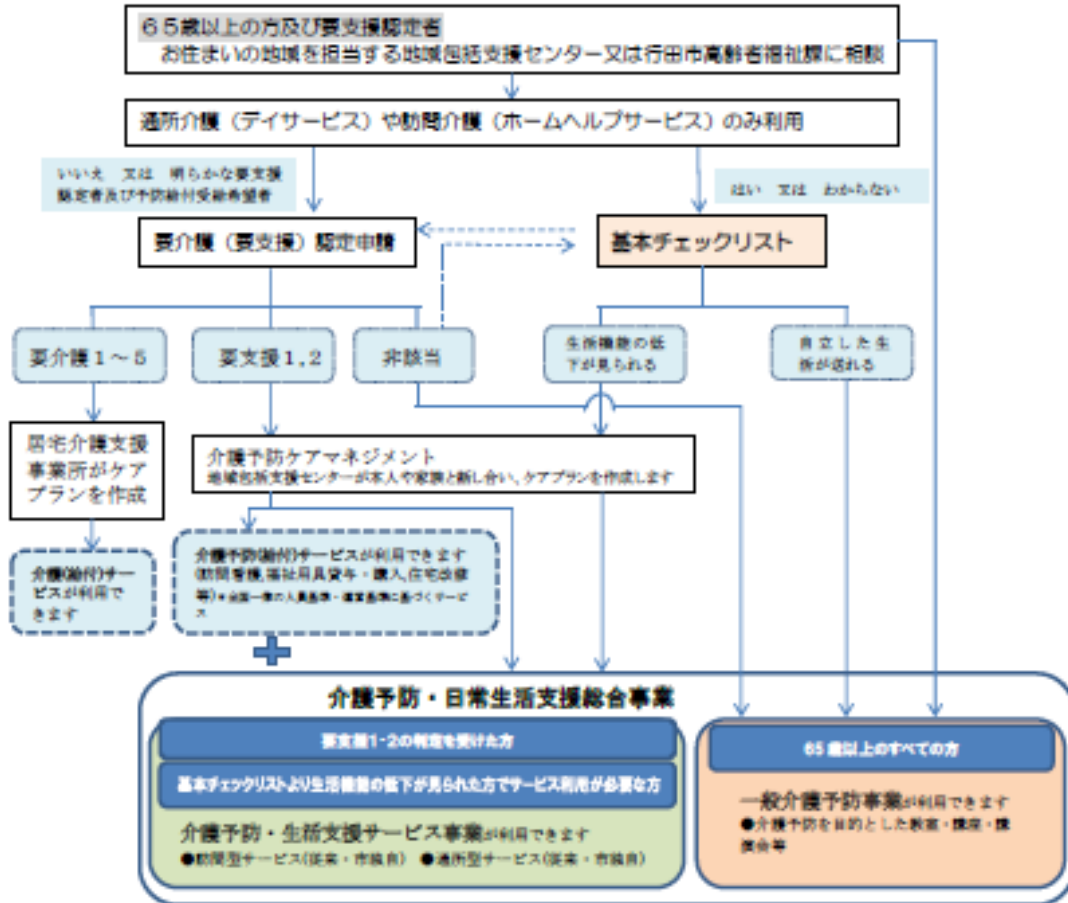 65歳以上の方及び要支援認定者
お住まいの地域を担当する地域包括支援センター又は行田市高齢者福祉課に相談
通所介護(デイサービス)や訪問介護(ホームヘルプサービス)のみ利用
いいえ 又は 明らかな要支援
認定者及び予防給付受給希望者
はい 又は わからない
要介護(要支援)認定申請
基本チェックリスト
要介護1~5
要支援1,2
非該当
生活機能の低
下が見られる
自立した生
活が送れる
居宅介護支援
事業所がケア
プランを作成
介護予防ケアマネジメント
地域包括支援センターが本人や家族と話し合い、ケアプランを作成します
介護(給付)サー
ビスが利用で
きます
介護予防(給付)サービスが利用できます
(訪問看護,福祉用具貸与・購入,住宅改修
等)*全国一律の人員基準・運営基準に基づくサービ
ス
介護予防・日常生活支援総合事業
要支援1・2の判定を受けた方
基本チェックリストより生活機能の低下が見られた方でサービス利用が必要な方
介護予防・生活支援サービス事業が利用できます
●訪問型サービス(従来・市独自) ●通所型サービス(従来・市独自)
65歳以上のすべての方
一般介護予防事業が利用できます
●介護予防を目的とした教室・講座・講
演会等